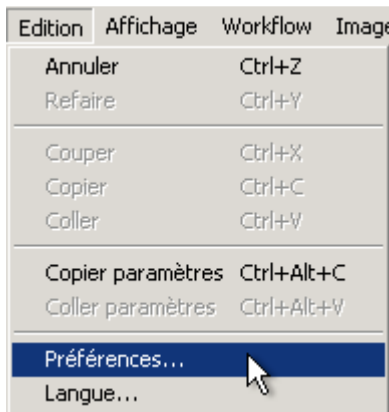 Edition Affichage Workflow Image
Annuler Ctrl+Z
Refaire Ctrl+Y
Couper Ctrl+X
Copier Ctrl+C
Coller Ctrl+V
Copier paramètres Ctrl+Alt+C
Coller paramètres Ctrl+Alt+V
Préférences...
Langue...